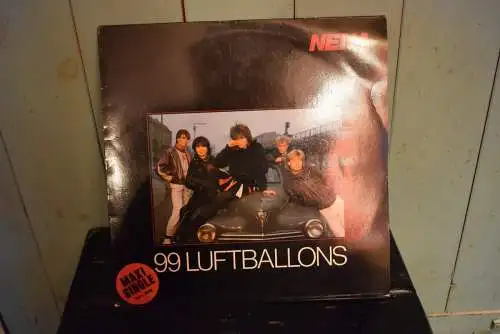 NENA
99 LUFTBALLONS
MAXI
SINGLE